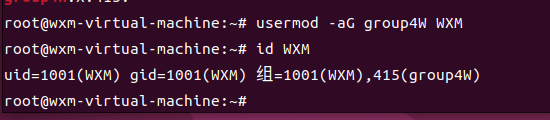 root@wxm-virtual-machine:~# usermod -aG group4W WXM
root@wxm-virtual-machine:~# id WXM
uid=1001(WXM) gid=1001(WXM) 组=1001(WXM),415(group4W)
root@wxm-virtual-machine:~#